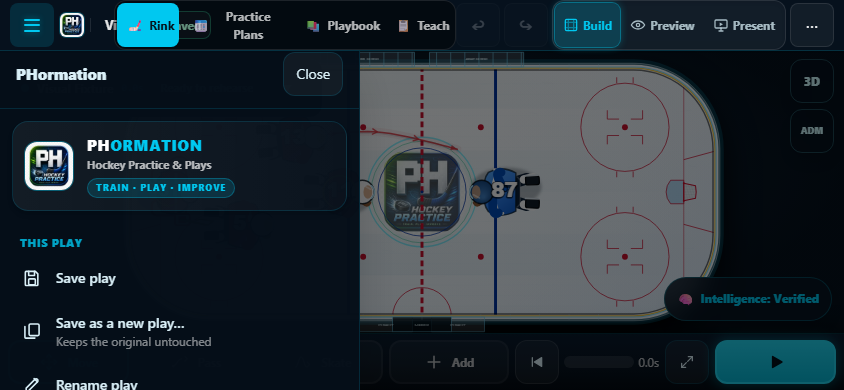 PH
Vi
Rink
ave
Practice
Plans
Playbook
Teach
Build
Preview
Present
...
PHormation
Close
3D
ADM
PHORMATION
Hockey Practice & Plays
TRAIN · PLAY · IMPROVE
PH
HOCKEY
PRACTICE
87
THIS PLAY
Save play
Save as a new play...
Keeps the original untouched
Rename play
Intelligence: Verified
Add
0.0s